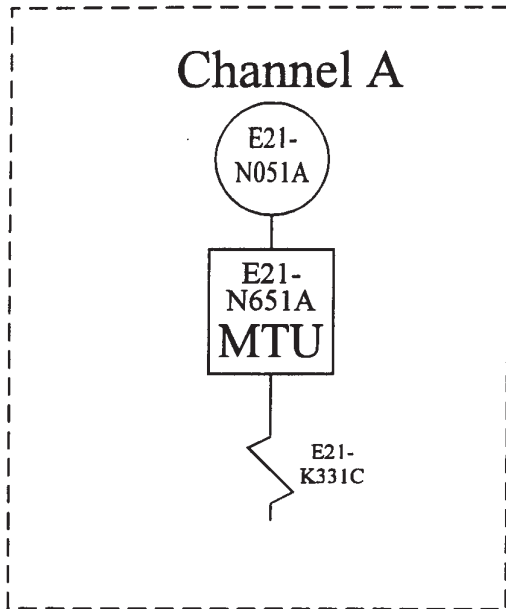 Channel A
E21-
N051A
E21-
N651A
MTU
E21-
K331C